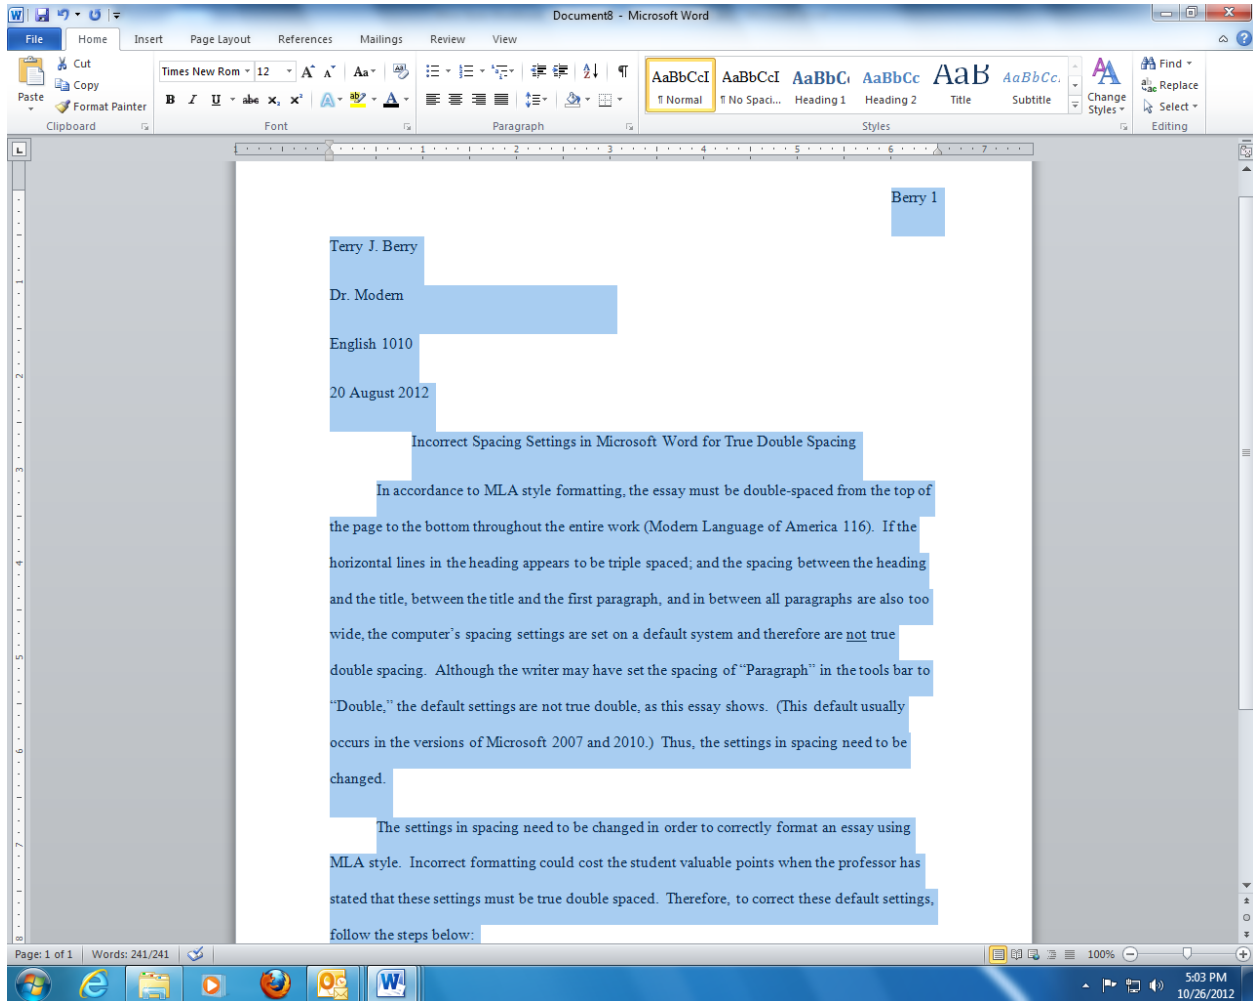 Document8 - Microsoft Word
File Home Insert Page Layout References Mailings Review View
Paste
Cut
Copy
Format Painter
Clipboard
Times New Rom 12
Font
Paragraph
AaBbCcI AaBbCcI AaBbC AaBbCc AaB AaBbCc.
¶ Normal ¶ No Spaci... Heading 1 Heading 2 Title Subtitle
Change Styles
Styles
Find
Replace
Select
Editing
1 2 3 4 5 6 7
Berry 1
Terry J. Berry
Dr. Modern
English 1010
20 August 2012
Incorrect Spacing Settings in Microsoft Word for True Double Spacing
In accordance to MLA style formatting, the essay must be double-spaced from the top of
the page to the bottom throughout the entire work (Modern Language of America 116). If the
horizontal lines in the heading appears to be triple spaced; and the spacing between the heading
and the title, between the title and the first paragraph, and in between all paragraphs are also too
wide, the computer’s spacing settings are set on a default system and therefore are not true
double spacing. Although the writer may have set the spacing of “Paragraph” in the tools bar to
“Double,” the default settings are not true double, as this essay shows. (This default usually
occurs in the versions of Microsoft 2007 and 2010.) Thus, the settings in spacing need to be
changed.
The settings in spacing need to be changed in order to correctly format an essay using
MLA style. Incorrect formatting could cost the student valuable points when the professor has
stated that these settings must be true double spaced. Therefore, to correct these default settings,
follow the steps below:
Page: 1 of 1 Words: 241/241 100%
5:03 PM
10/26/2012